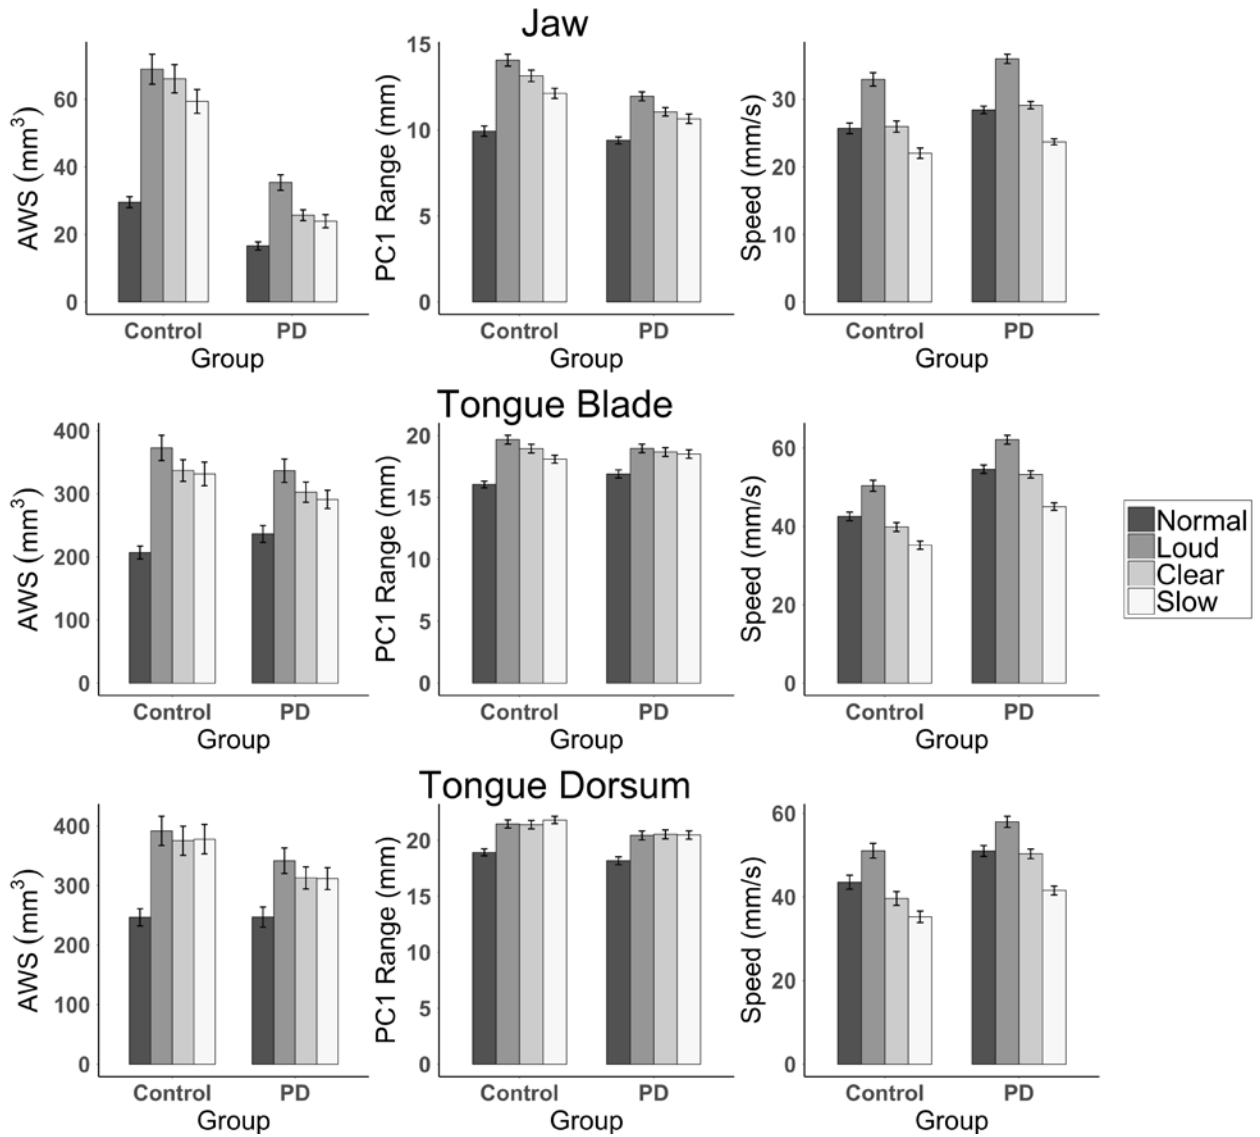 Jaw
AWS (mm³)
60
40
20
0
Control PD
Group
PC1 Range (mm)
15
10
5
0
Control PD
Group
Speed (mm/s)
30
20
10
0
Control PD
Group
Tongue Blade
AWS (mm³)
400
300
200
100
0
Control PD
Group
PC1 Range (mm)
20
15
10
5
0
Control PD
Group
Speed (mm/s)
60
40
20
0
Control PD
Group
Normal
Loud
Clear
Slow
Tongue Dorsum
AWS (mm³)
400
300
200
100
0
Control PD
Group
PC1 Range (mm)
20
15
10
5
0
Control PD
Group
Speed (mm/s)
60
40
20
0
Control PD
Group